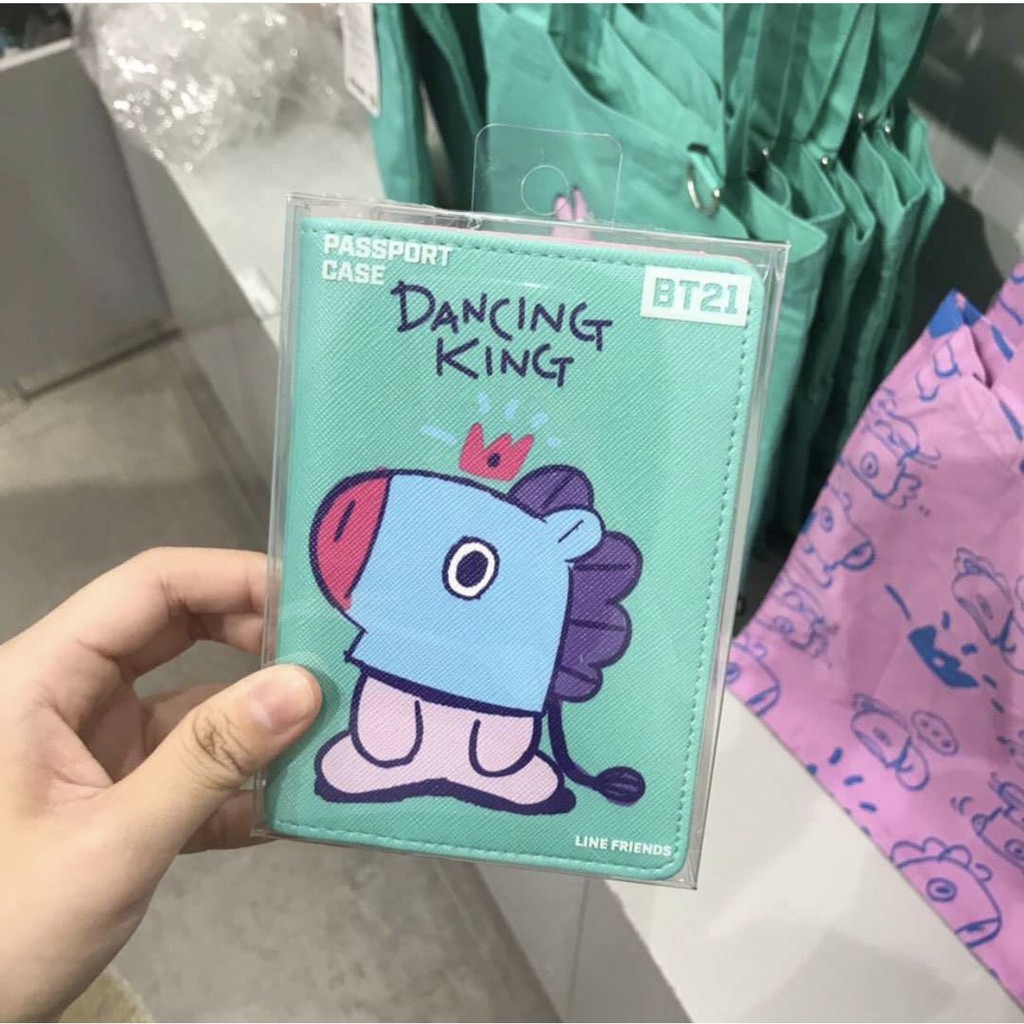 PASSPORT
CASE
BT21
DANCING
KING
LINE FRIENDS